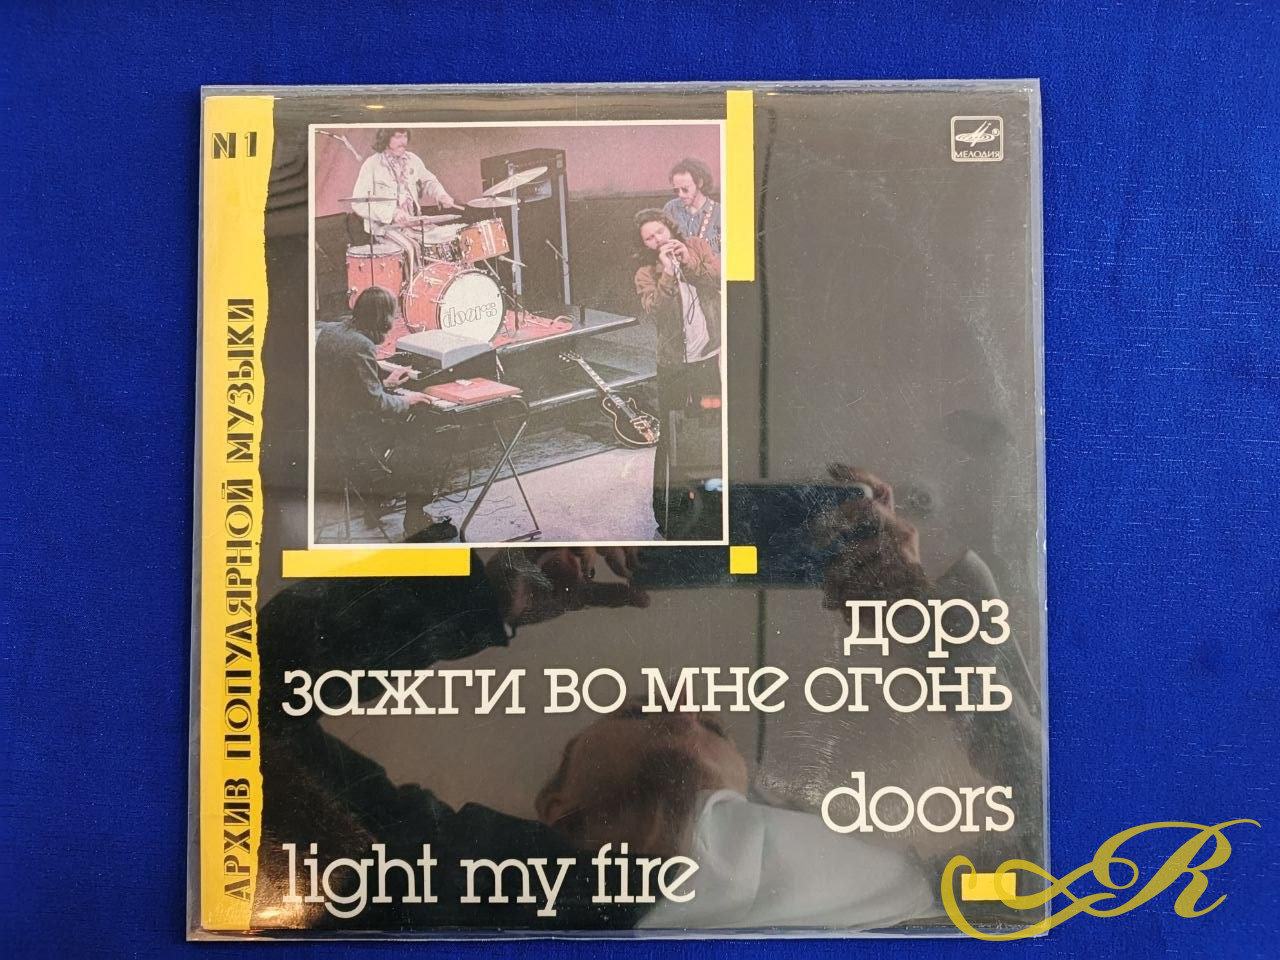 N1
АРХИВ ПОПУЛЯРНОЙ МУЗЫКИ
МЕЛОДИЯ
doors
дорз
зажги во мне огонь
doors
light my fire
R